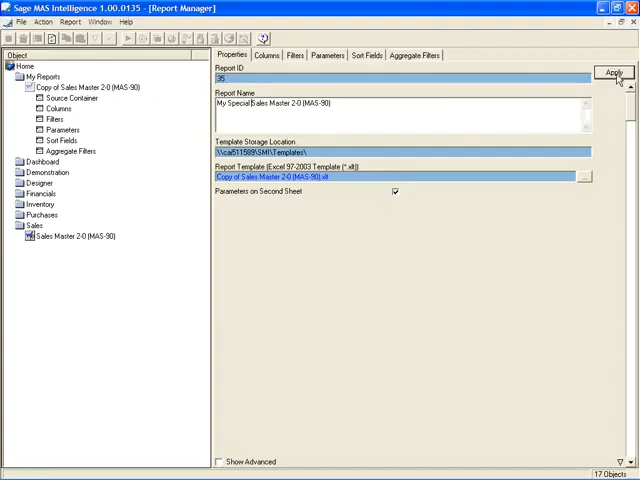 Sage MAS Intelligence 1.00.0135 - [Report Manager]
File Action Report Window Help
Object
Home
My Reports
Copy of Sales Master 2-0 (MAS-90)
Source Container
Columns
Filters
Parameters
Sort Fields
Aggregate Filters
Dashboard
Demonstration
Designer
Financials
Inventory
Purchases
Sales
Sales Master 2-0 (MAS-90)
Properties Columns Filters Parameters Sort Fields Aggregate Filters
Report ID
35
Apply
Report Name
My Special Sales Master 2-0 (MAS-90)
Template Storage Location
\\cai511589\SMI\Templates\
Report Template (Excel 97-2003 Template (*.xlt))
Copy of Sales Master 2-0 (MAS-90).xlt
...
Parameters on Second Sheet
Show Advanced
17 Objects